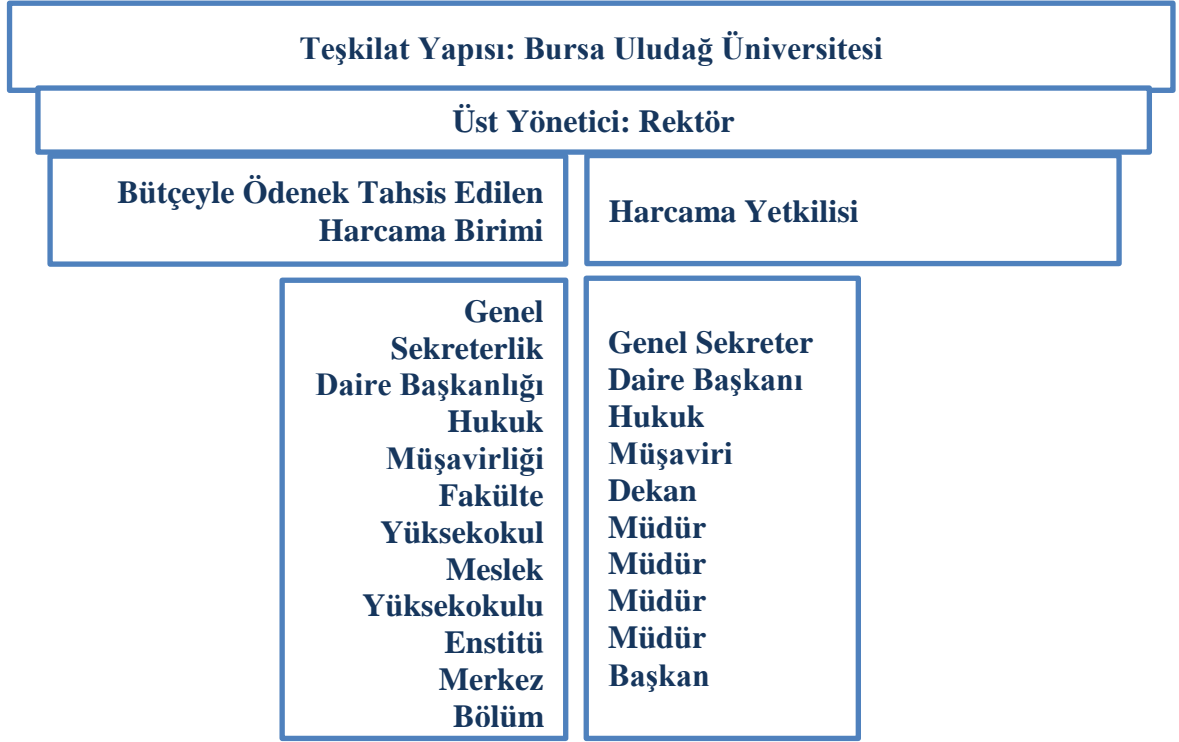 Teşkilat Yapısı: Bursa Uludağ Üniversitesi
Üst Yönetici: Rektör
Bütçeyle Ödenek Tahsis Edilen
Harcama Birimi
Harcama Yetkilisi
Genel
Sekreterlik
Daire Başkanlığı
Hukuk
Müşavirliği
Fakülte
Yüksekokul
Meslek
Yüksekokulu
Enstitü
Merkez
Bölüm
Genel Sekreter
Daire Başkanı
Hukuk
Müşaviri
Dekan
Müdür
Müdür
Müdür
Müdür
Başkan